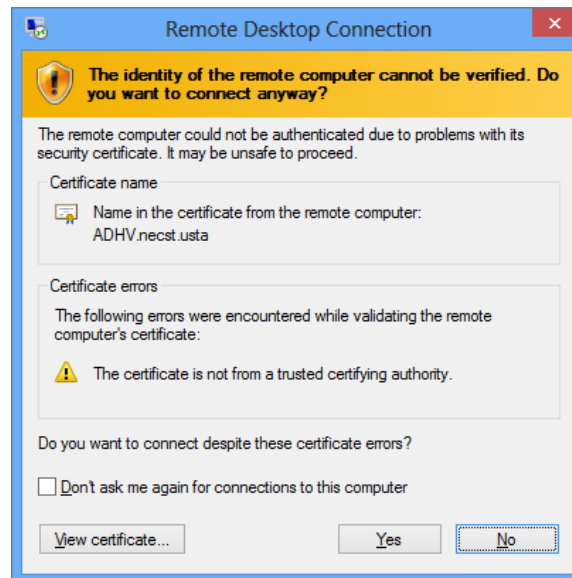 Remote Desktop Connection
The identity of the remote computer cannot be verified. Do
you want to connect anyway?
The remote computer could not be authenticated due to problems with its
security certificate. It may be unsafe to proceed.
Certificate name
Name in the certificate from the remote computer:
ADHV.necst.usta
Certificate errors
The following errors were encountered while validating the remote
computer's certificate:
The certificate is not from a trusted certifying authority.
Do you want to connect despite these certificate errors?
Don't ask me again for connections to this computer
View certificate... Yes No